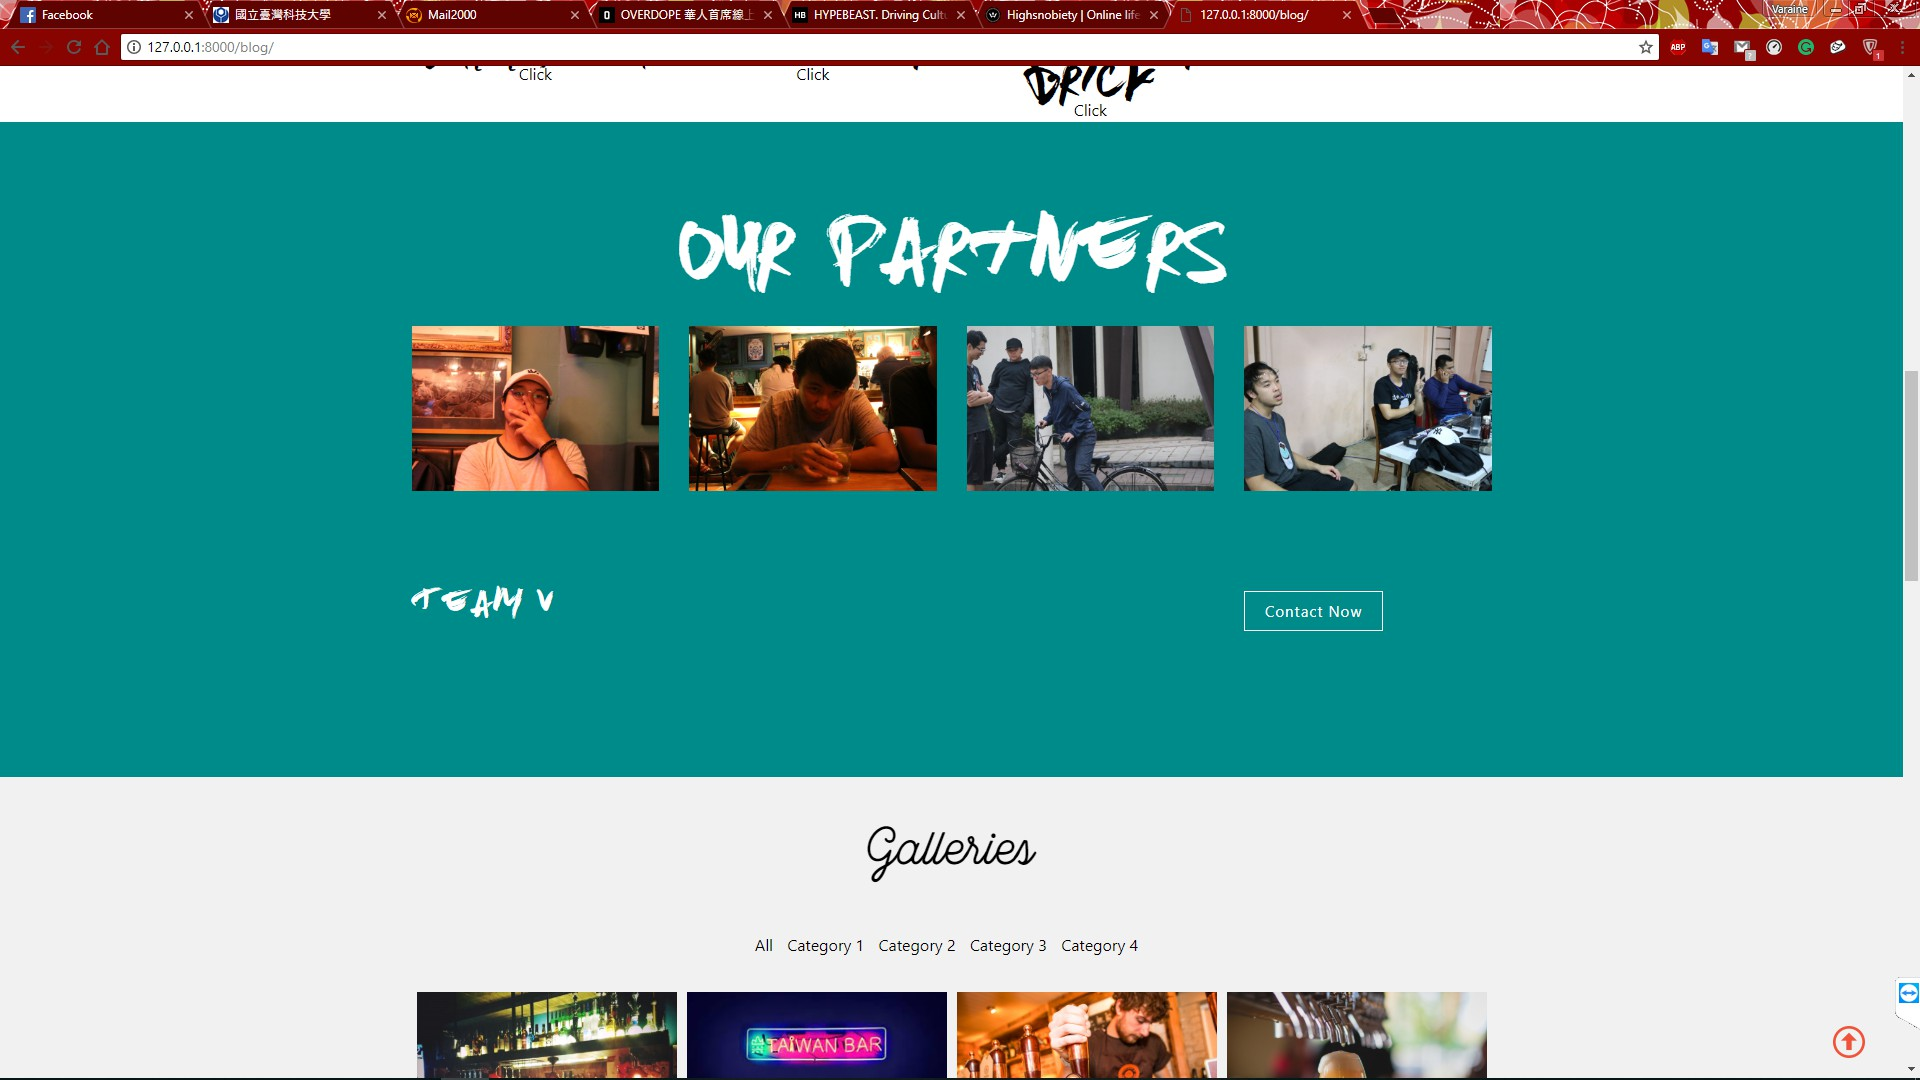 Facebook
國立臺灣科技大學
Mail2000
OVERDOPE 華人首席線上
HYPEBEAST. Driving Cultu
Highsnobiety | Online life
127.0.0.1:8000/blog/
Varaine
127.0.0.1:8000/blog/
ABP
Click
Click
BRICK
Click
OUR PARTNERS
TEAM V
Contact Now
Galleries
All
Category 1
Category 2
Category 3
Category 4
TAIWAN BAR